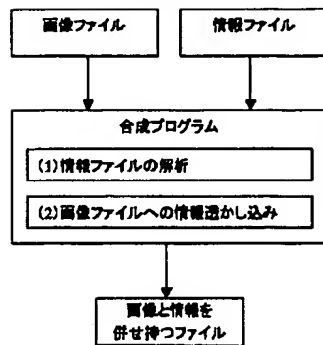 画像ファイル
情報ファイル
合成プログラム
(1)情報ファイルの解析
(2)画像ファイルへの情報透かし込み
画像と情報を
併せ持つファイル